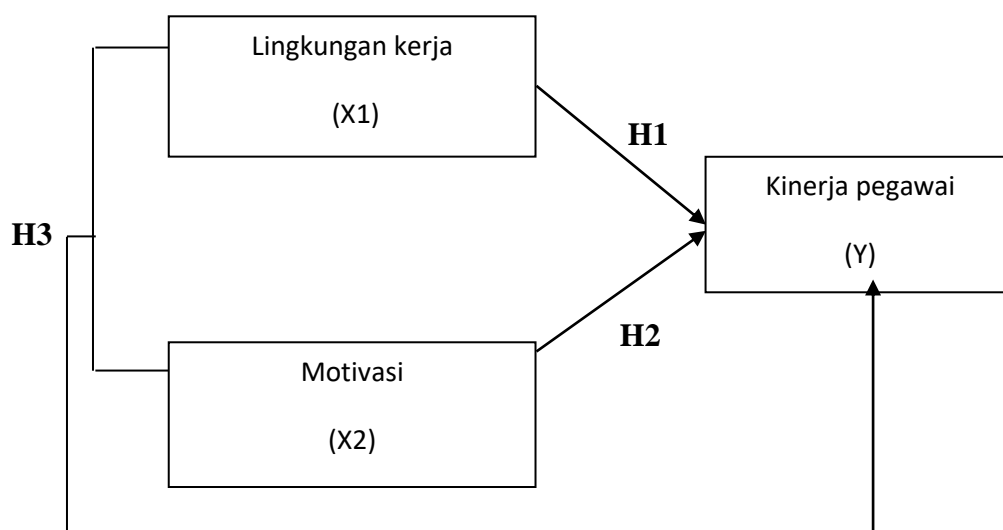 Lingkungan kerja
(X1)
H1
Kinerja pegawai
(Y)
H3
H2
Motivasi
(X2)